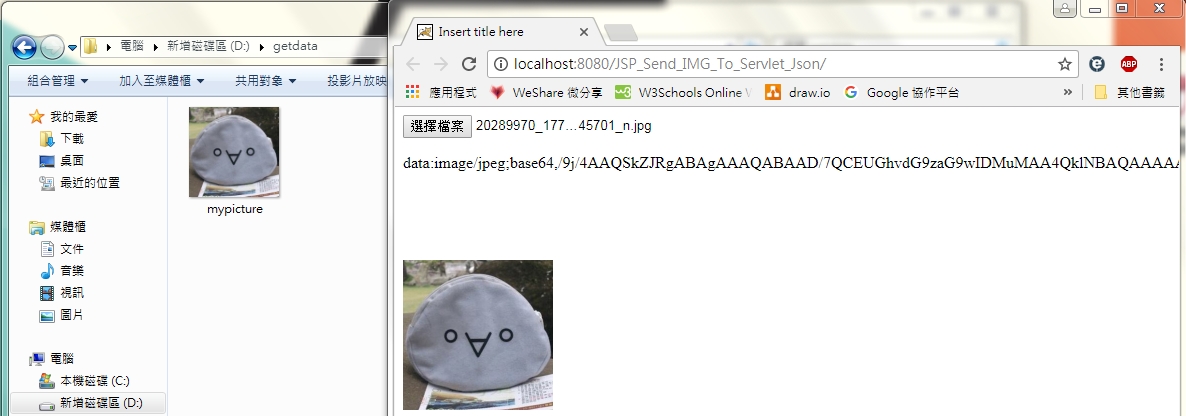 電腦 ▸ 新增磁碟區 (D:) ▸ getdata
組合管理 加入至媒體櫃 共用對象 投影片放映
我的最愛
下載
桌面
最近的位置
媒體櫃
文件
音樂
視訊
圖片
電腦
本機磁碟 (C:)
新增磁碟區 (D:)
mypicture
Insert title here
localhost:8080/JSP_Send_IMG_To_Servlet_Json/
ABP
應用程式 WeShare 微分享 W3Schools Online W draw.io Google 協作平台 » 其他書籤
選擇檔案 20289970_177...45701_n.jpg
data:image/jpeg;base64,/9j/4AAQSkZJRgABAgAAAQABAAD/7QCEUGhvdG9zaG9wIDMuMAA4QklNBAQAAAAA